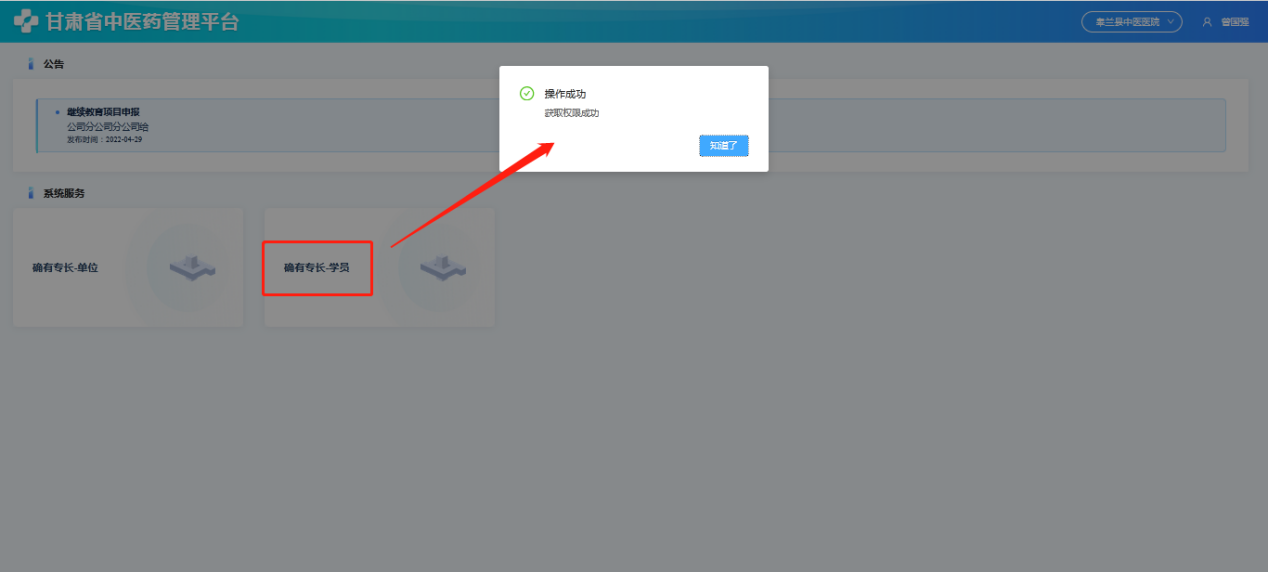 甘肃省中医药管理平台
皋兰县中医医院
曾国强
公告
继续教育项目申报
公司分公司分公司给
发布时间：2022-04-29
操作成功
获取权限成功
知道了
系统服务
确有专长-单位
确有专长-学员